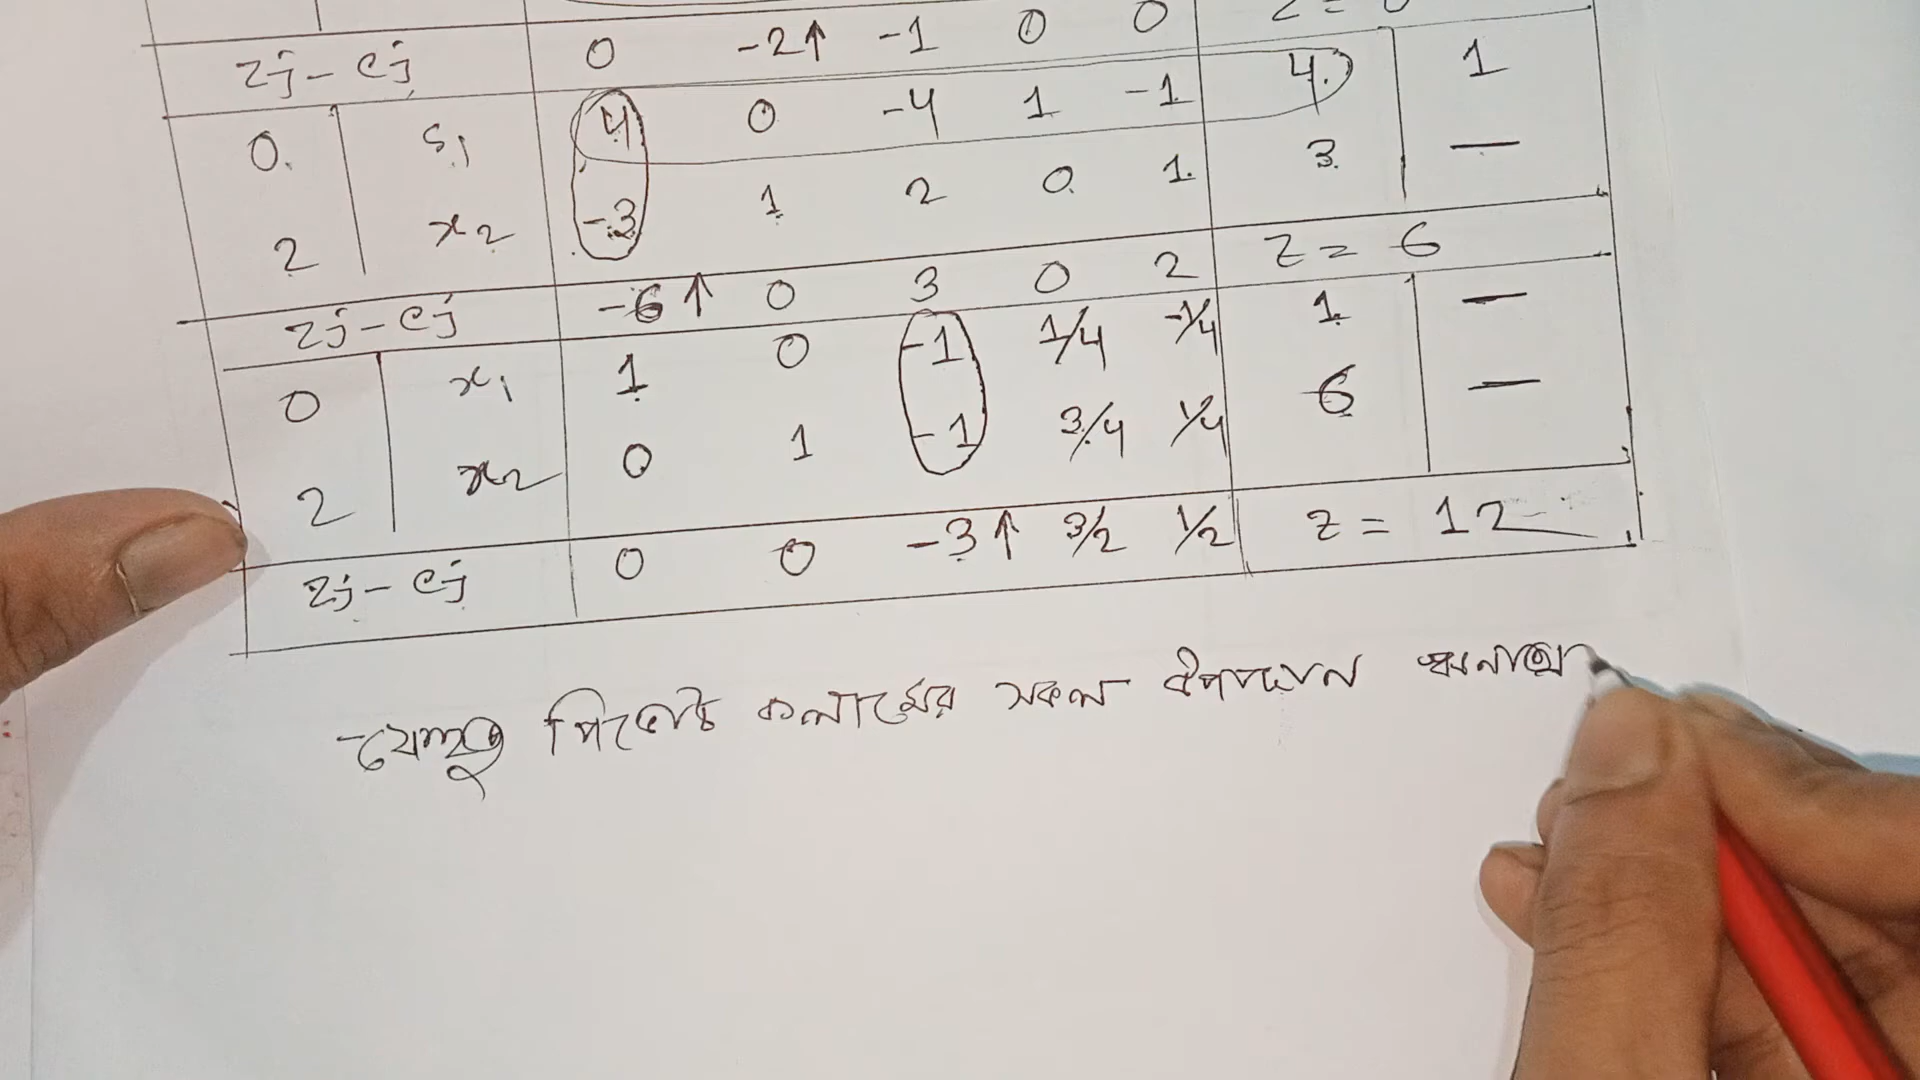 Z = 0
zj - cj 0 -2↑ -1 0 0
0 s1 4 0 -4 1 -1 4 1
2 x2 -3 1 2 0 1 3 —
zj - cj -6↑ 0 3 0 2 Z = 6
0 x1 1 0 -1 1/4 -1/4 1 —
2 x2 0 1 -1 3/4 1/4 6 —
zj - cj 0 0 -3↑ 3/2 1/2 Z = 12
যেহেতু পিভোট কলামের সকল উপাদান